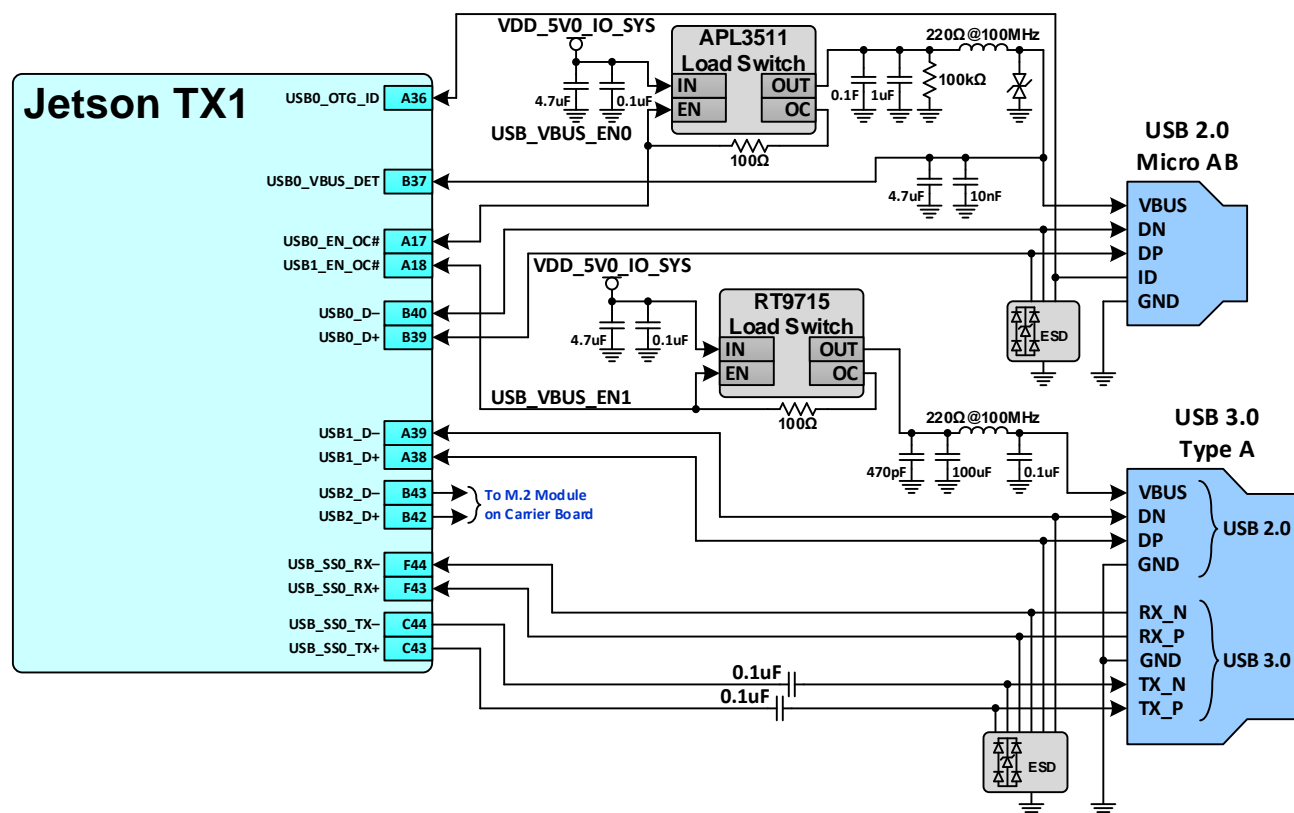 Jetson TX1
USB0_OTG_ID A36
USB0_VBUS_DET B37
USB0_EN_OC# A17
USB1_EN_OC# A18
USB0_D− B40
USB0_D+ B39
USB1_D− A39
USB1_D+ A38
USB2_D− B43
USB2_D+ B42
To M.2 Module
on Carrier Board
USB_SS0_RX− F44
USB_SS0_RX+ F43
USB_SS0_TX− C44
USB_SS0_TX+ C43
VDD_5V0_IO_SYS
4.7uF
0.1uF
USB_VBUS_EN0
APL3511
Load Switch
IN
OUT
EN
OC
100Ω
0.1F
1uF
100kΩ
220Ω@100MHz
4.7uF
10nF
USB 2.0
Micro AB
VBUS
DN
DP
ID
GND
ESD
VDD_5V0_IO_SYS
4.7uF
0.1uF
USB_VBUS_EN1
RT9715
Load Switch
IN
OUT
EN
OC
100Ω
220Ω@100MHz
470pF
100uF
0.1uF
USB 3.0
Type A
VBUS
DN
DP
GND
USB 2.0
RX_N
RX_P
GND
TX_N
TX_P
USB 3.0
0.1uF
0.1uF
ESD